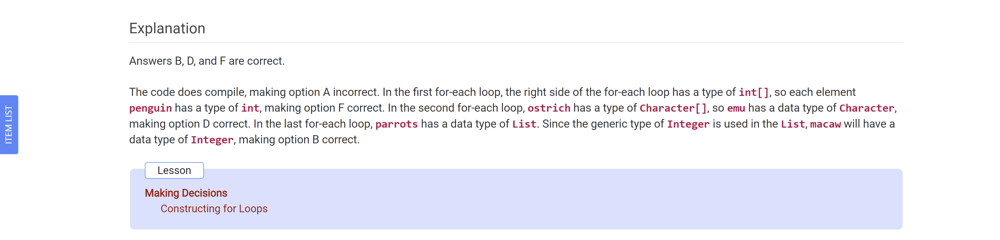 Explanation
Answers B, D, and F are correct.
The code does compile, making option A incorrect. In the first for-each loop, the right side of the for-each loop has a type of int[], so each element
penguin has a type of int, making option F correct. In the second for-each loop, ostrich has a type of Character[], so emu has a data type of Character,
making option D correct. In the last for-each loop, parrots has a data type of List. Since the generic type of Integer is used in the List, macaw will have a
data type of Integer, making option B correct.
ITEM LIST
Lesson
Making Decisions
Constructing for Loops